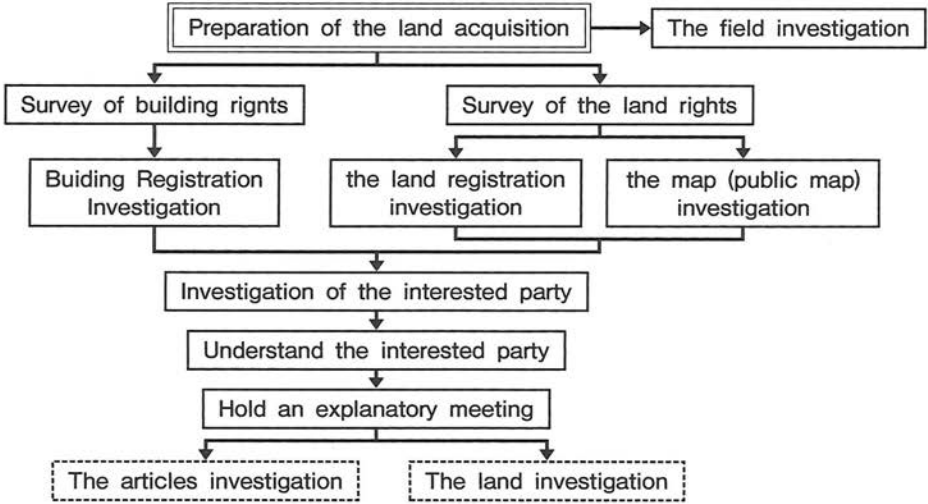 Preparation of the land acquisition
The field investigation
Survey of building rignts
Survey of the land rights
Buiding Registration
Investigation
the land registration
investigation
the map (public map)
investigation
Investigation of the interested party
Understand the interested party
Hold an explanatory meeting
The articles investigation
The land investigation